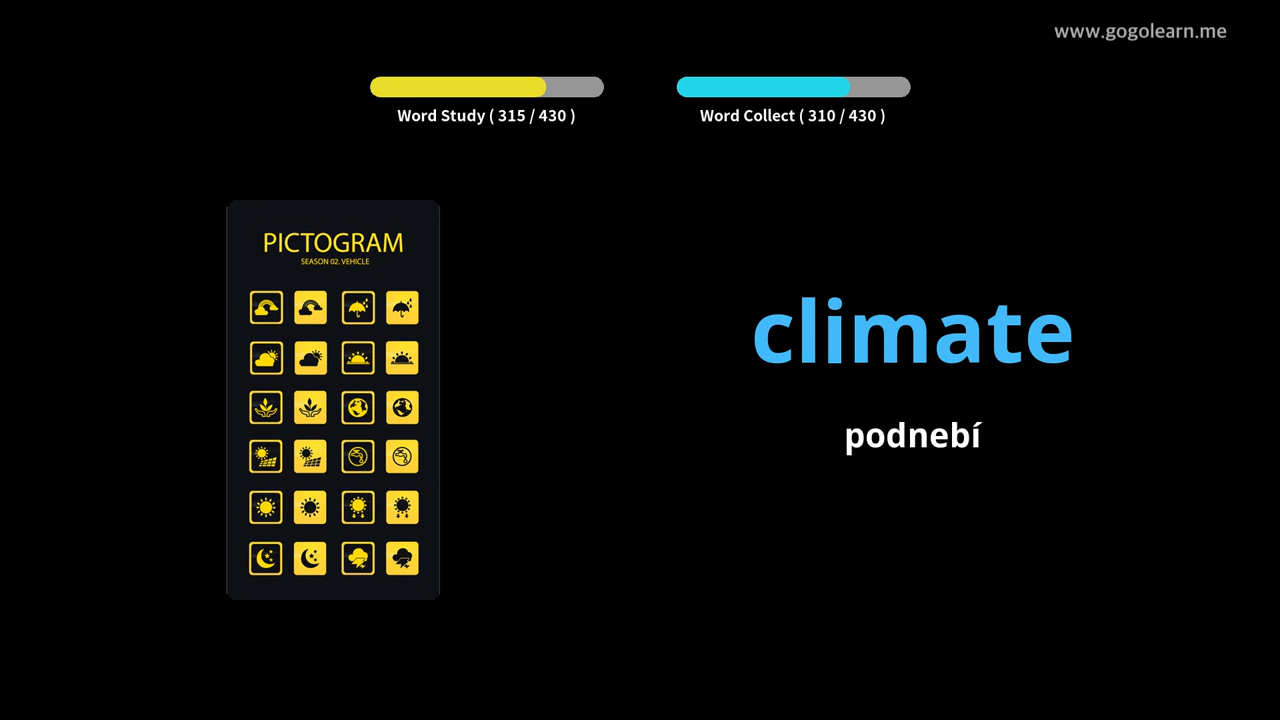 www.gogolearn.me
Word Study ( 315 / 430 )
Word Collect ( 310 / 430 )
PICTOGRAM
SEASON 02. VEHICLE
climate
podnebí